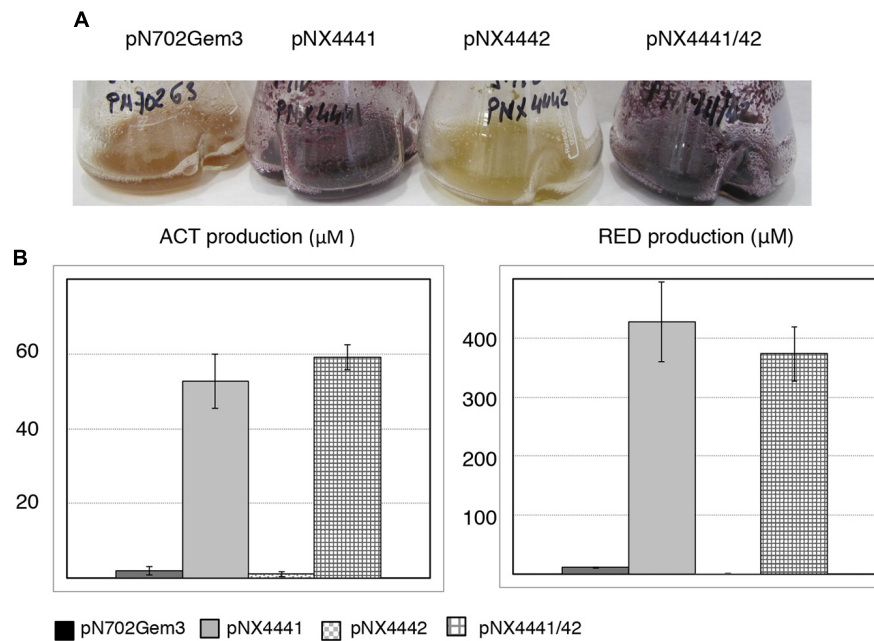 A
pN702Gem3 pNX4441 pNX4442 pNX4441/42
PN702G3 PNX4441 PNX4442
ACT production (µM ) RED production (µM)
B
60
40
20
400
300
200
100
pN702Gem3 pNX4441 pNX4442 pNX4441/42